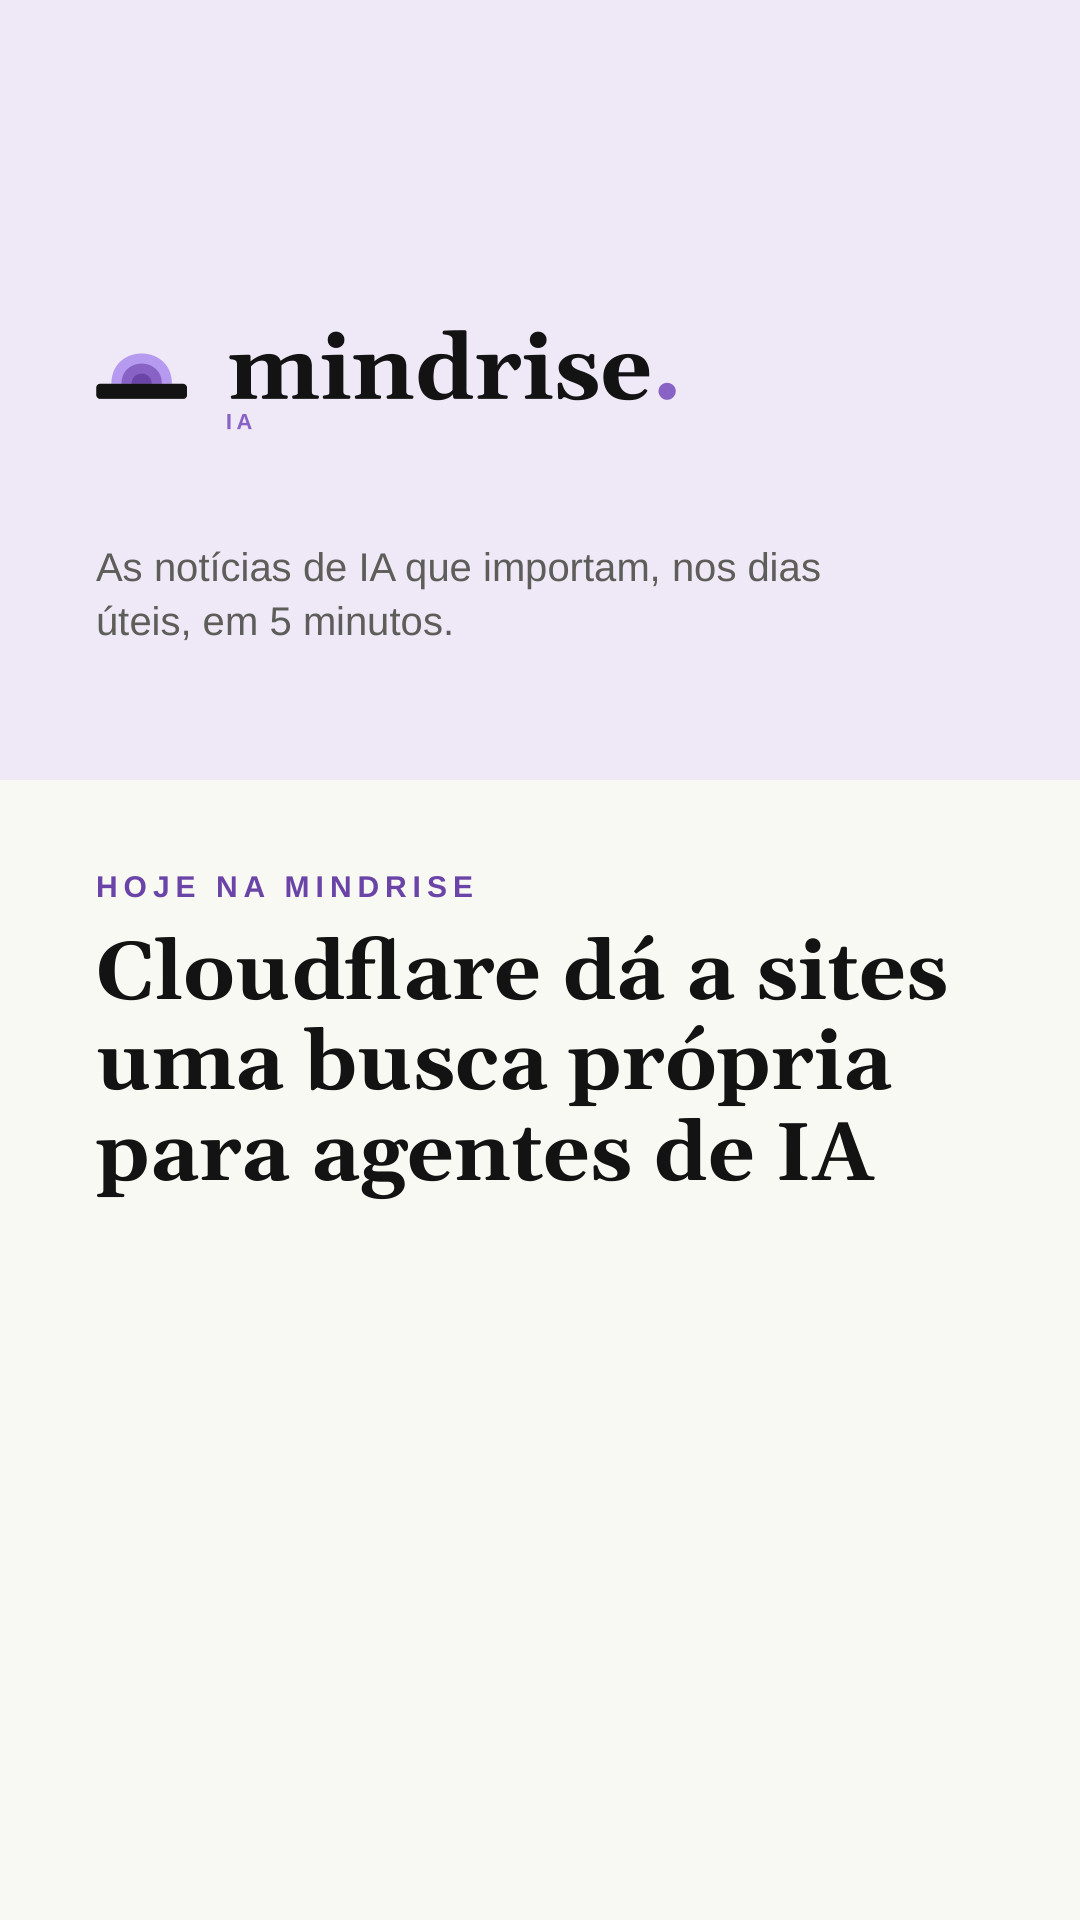 mindrise.
IA
As notícias de IA que importam, nos dias
úteis, em 5 minutos.
HOJE NA MINDRISE
Cloudflare dá a sites
uma busca própria
para agentes de IA